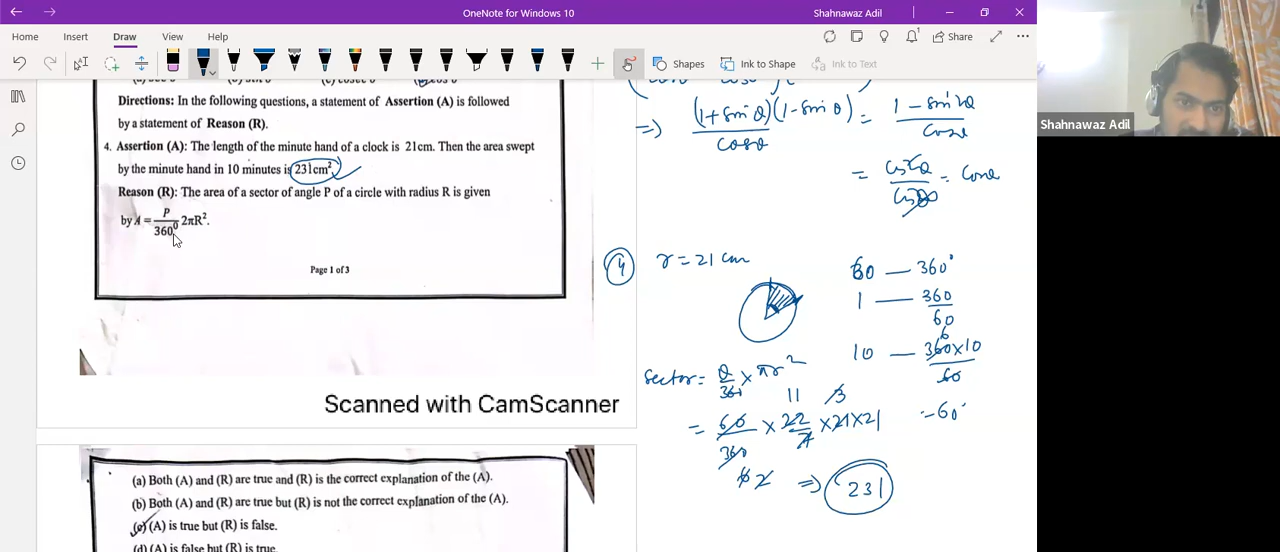 OneNote for Windows 10
Shahnawaz Adil
Home Insert Draw View Help
Shapes Ink to Shape Ink to Text Share
Directions: In the following questions, a statement of Assertion (A) is followed
by a statement of Reason (R).
4. Assertion (A): The length of the minute hand of a clock is 21cm. Then the area swept
by the minute hand in 10 minutes is 231cm².
Reason (R): The area of a sector of angle P of a circle with radius R is given
by A = P/360⁰ 2πR².
Page 1 of 3
Scanned with CamScanner
(a) Both (A) and (R) are true and (R) is the correct explanation of the (A).
(b) Both (A) and (R) are true but (R) is not the correct explanation of the (A).
(c) (A) is true but (R) is false.
(d) (A) is false but (R) is true.
=> (1+sinθ)(1-sinθ)/cosθ = 1-sin²θ/cosθ
= cos²θ/cosθ = cosθ
4 r = 21 cm
60 — 360°
1 — 360/60
10 — 360×10/60
= 60°
Sector = θ/360 × πr²
11 3
= 60/360 × 22/7 × 21×21
6 2 => 231
Shahnawaz Adil